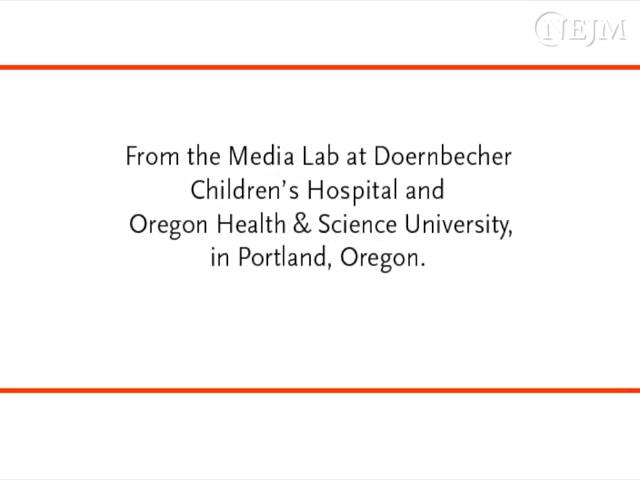 NEJM
From the Media Lab at Doernbecher
Children's Hospital and
Oregon Health & Science University,
in Portland, Oregon.